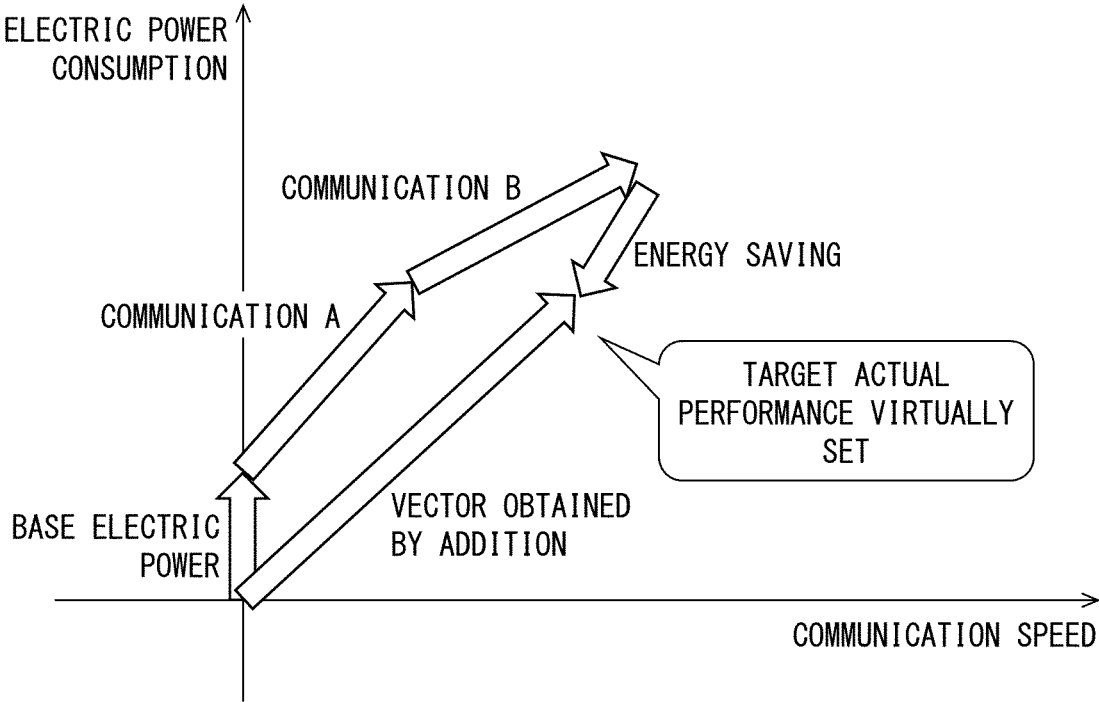 ELECTRIC POWER
CONSUMPTION
COMMUNICATION B
ENERGY SAVING
COMMUNICATION A
TARGET ACTUAL
PERFORMANCE VIRTUALLY
SET
VECTOR OBTAINED
BY ADDITION
BASE ELECTRIC
POWER
COMMUNICATION SPEED